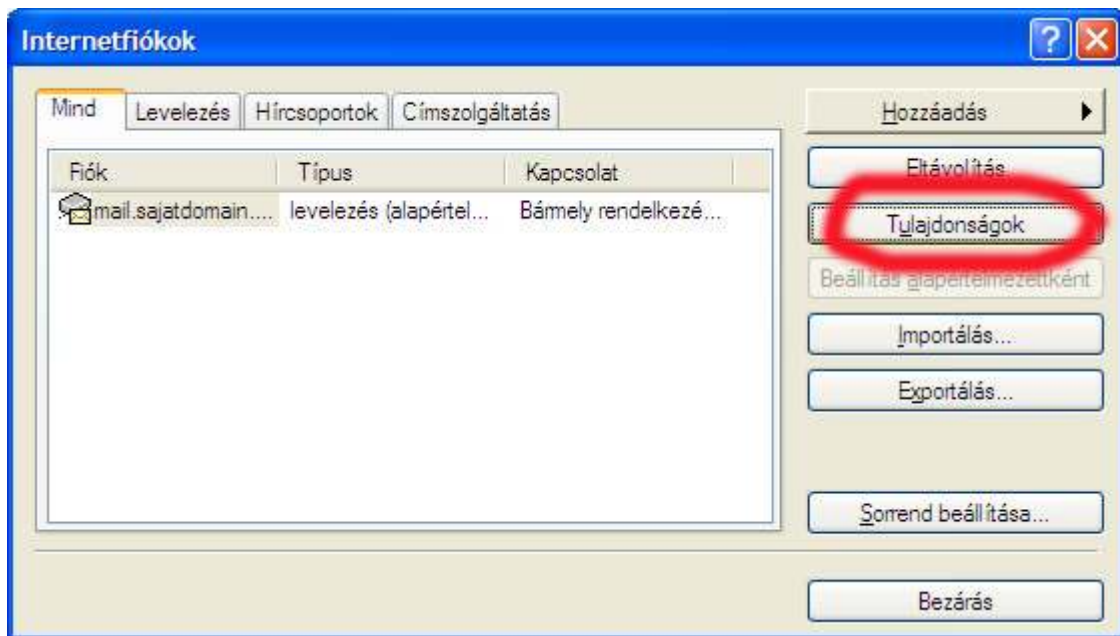 Internetfiókok
Mind Levelezés Hírcsoportok Címszolgáltatás
Fiók Típus Kapcsolat
mail.sajatdomain.... levelezés (alapértel... Bármely rendelkezé...
Hozzáadás
Eltávolítás
Tulajdonságok
Beállítás alapértelmezettként
Importálás...
Exportálás...
Sorrend beállítása...
Bezárás